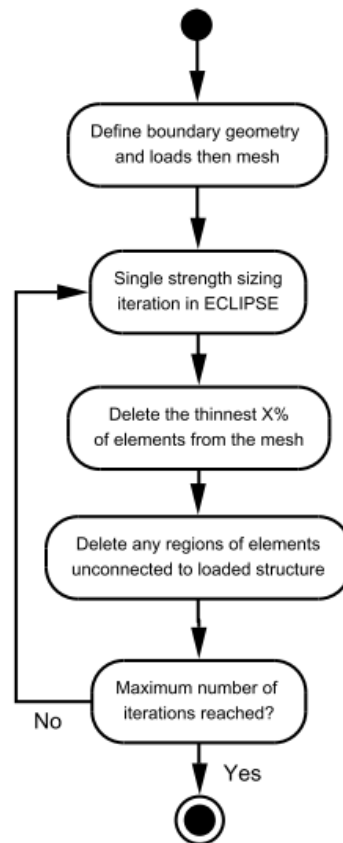 Define boundary geometry
and loads then mesh
Single strength sizing
iteration in ECLIPSE
Delete the thinnest X%
of elements from the mesh
Delete any regions of elements
unconnected to loaded structure
Maximum number of
iterations reached?
No
Yes